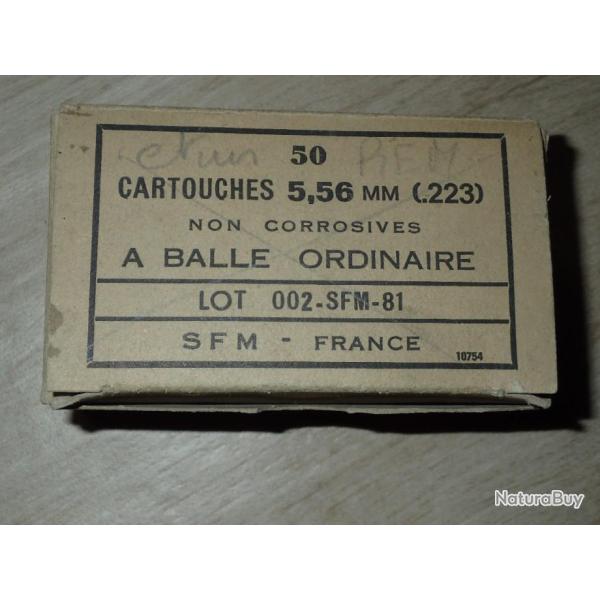 50
CARTOUCHES 5,56 MM (.223)
NON CORROSIVES
A BALLE ORDINAIRE
LOT 002-SFM-81
SFM - FRANCE
10754
NaturaBuy